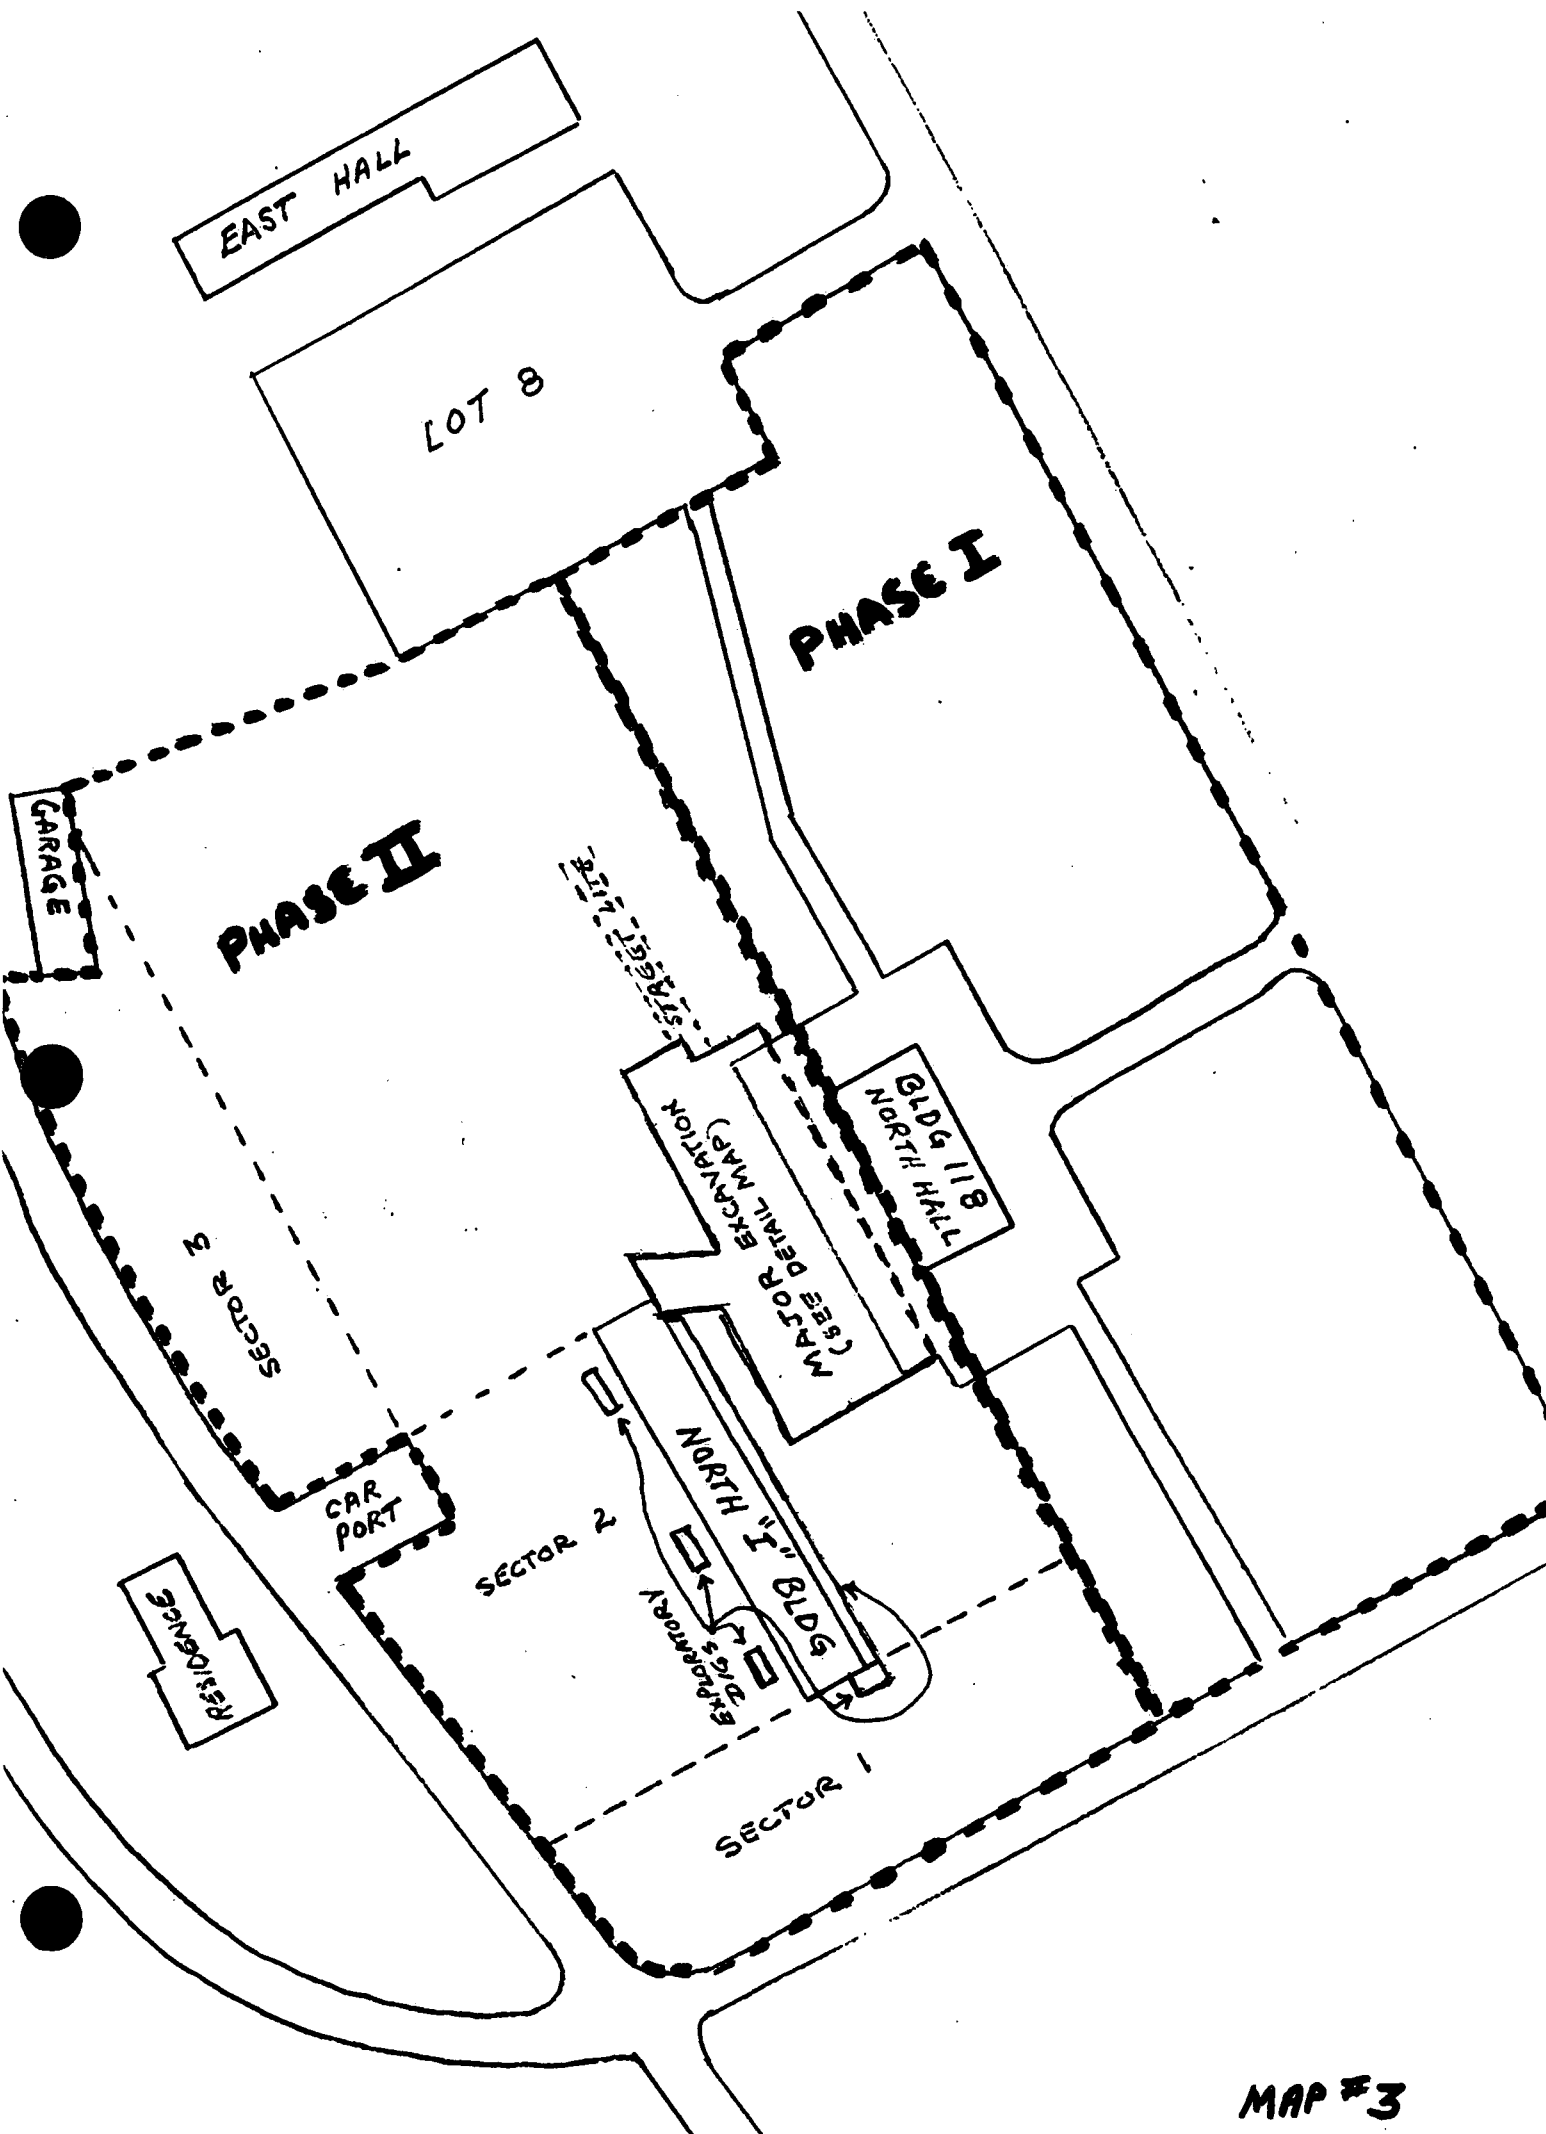 EAST HALL
LOT 8
PHASE I
GARAGE
PHASE II
STREET LITE
BLDG 118
NORTH HALL
MAJOR EXCAVATION
(SEE DETAIL MAP)
SECTOR 3
CAR
PORT
NORTH "I" BLDG
SECTOR 2
EXPLORATORY
DIGS
RESIDENCE
SECTOR 1
MAP #3